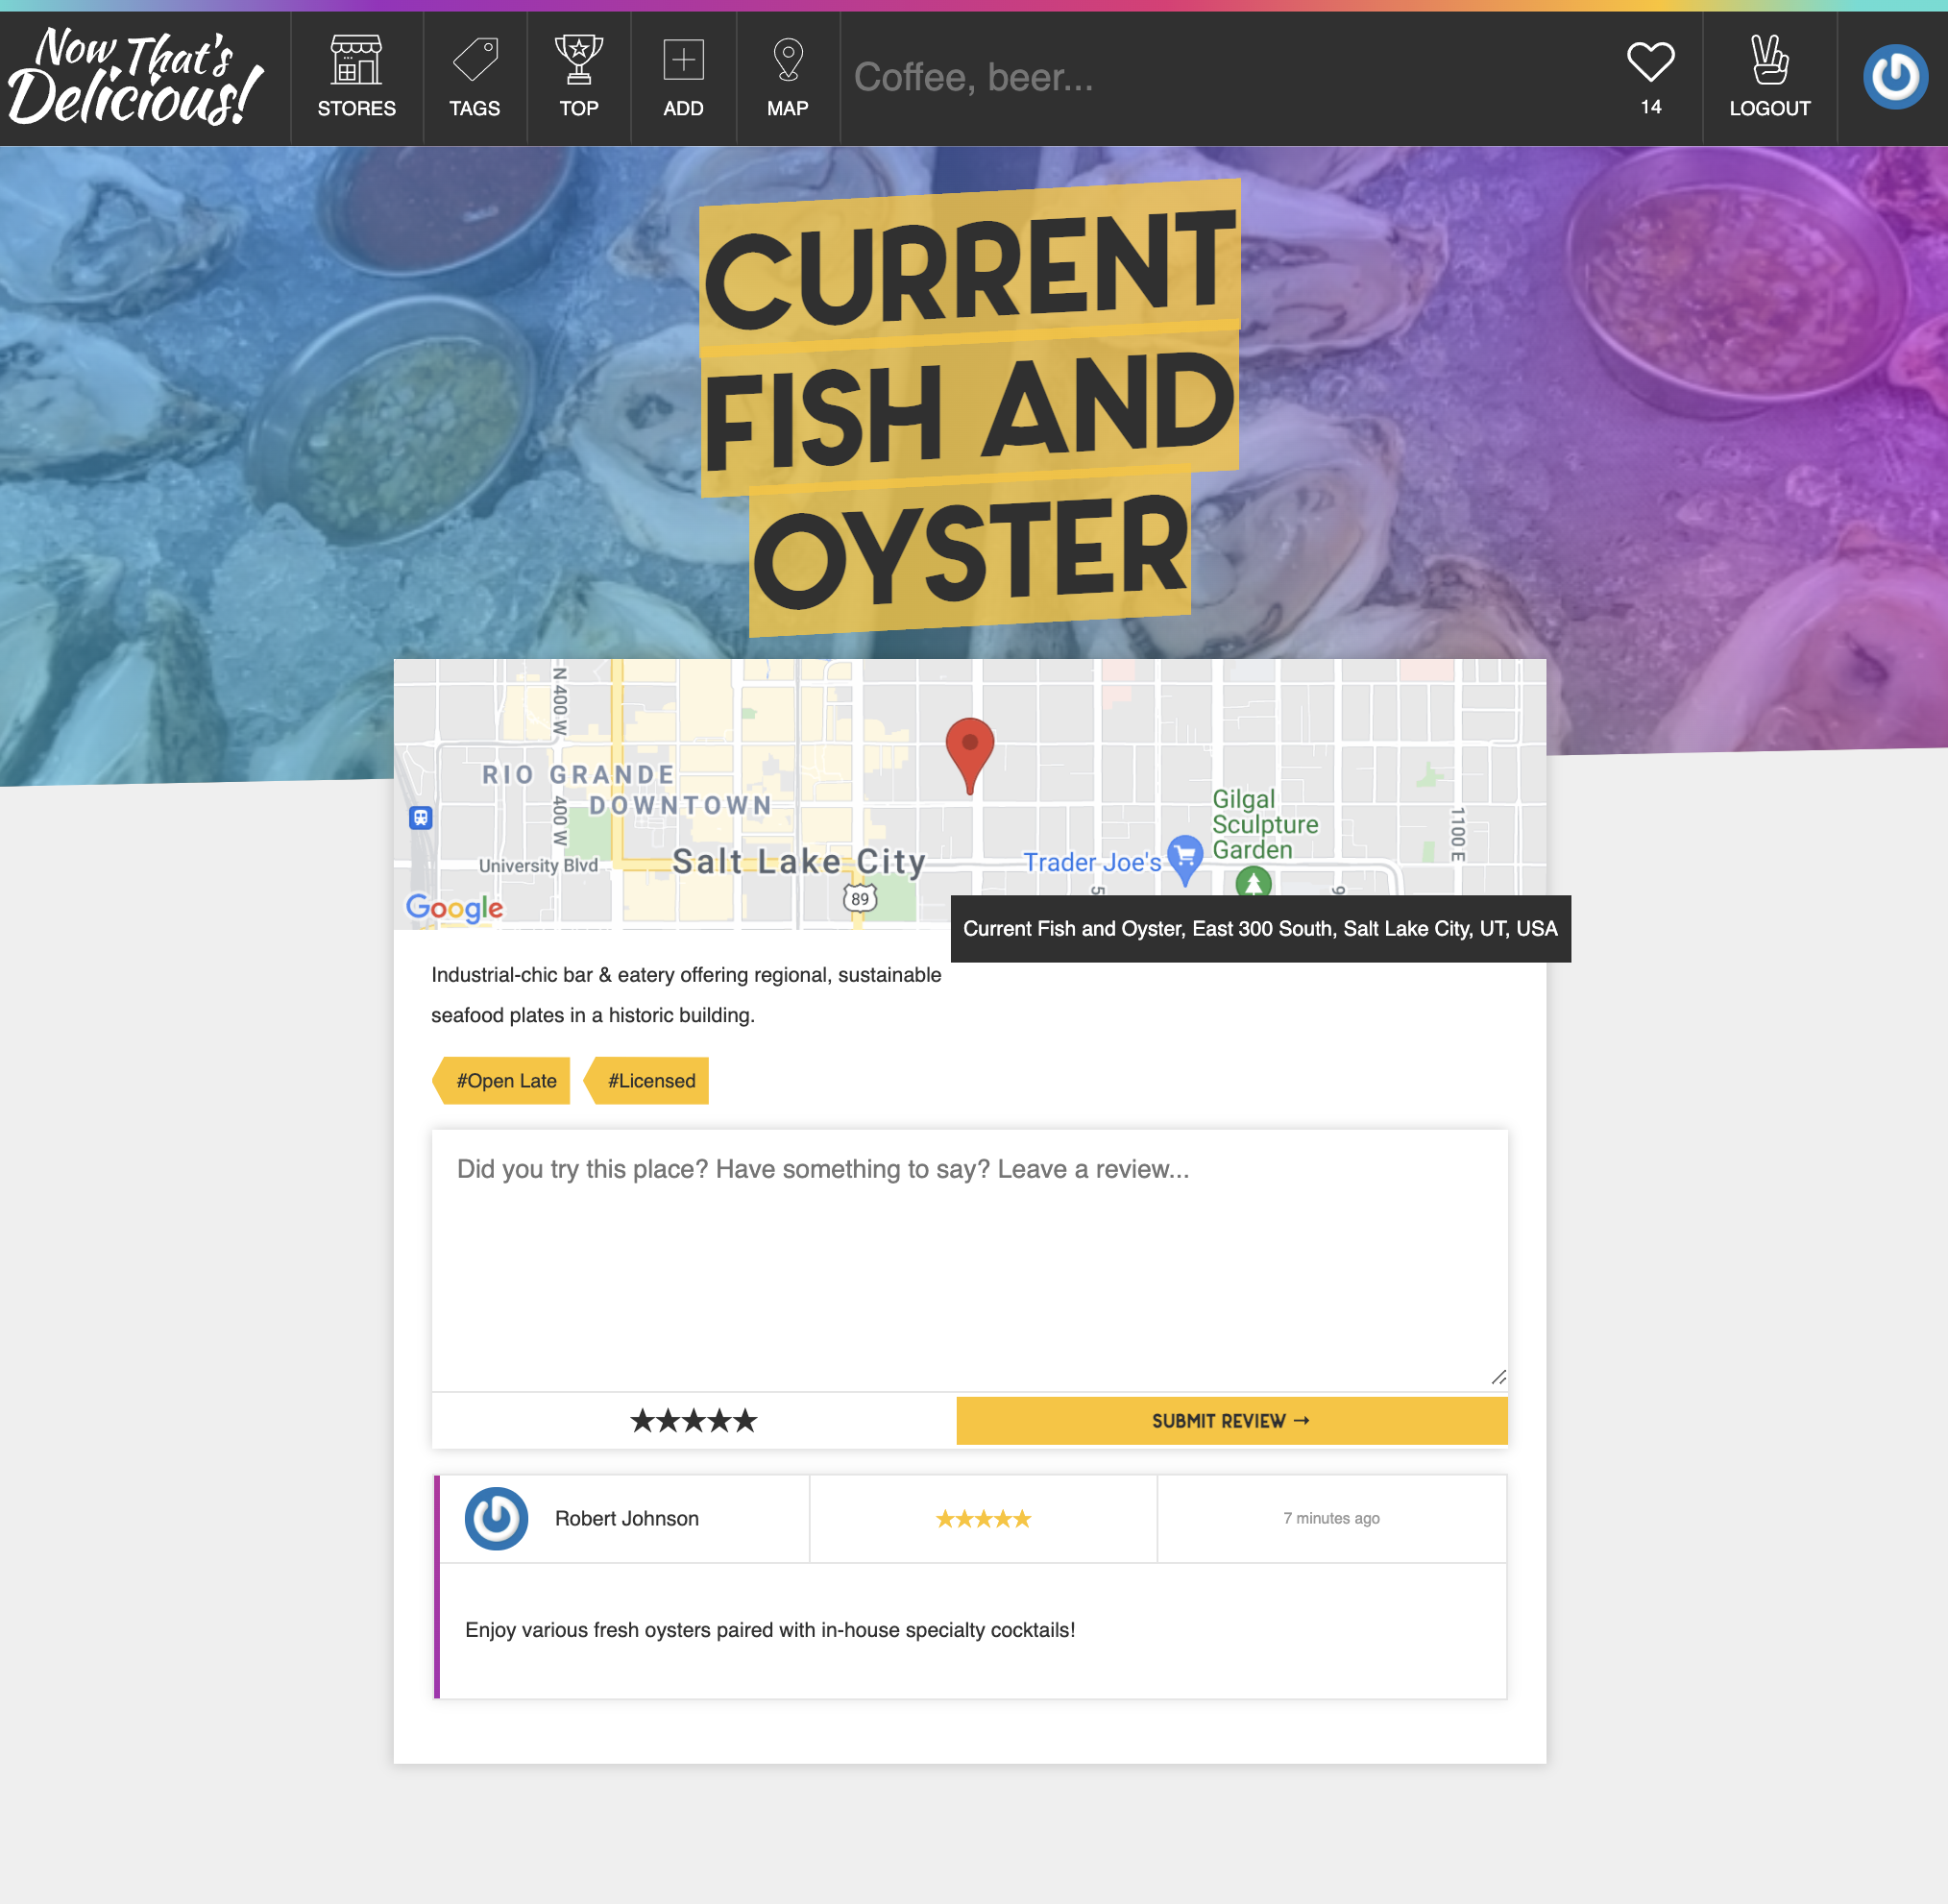 Now That's
Delicious!
STORES
TAGS
TOP
ADD
MAP
Coffee, beer...
14
LOGOUT
CURRENT
FISH AND
OYSTER
N 400 W
RIO GRANDE
DOWNTOWN
400 W
University Blvd
Salt Lake City
89
Trader Joe's
Gilgal
Sculpture
Garden
1100 E
5
9
Google
Current Fish and Oyster, East 300 South, Salt Lake City, UT, USA
Industrial-chic bar & eatery offering regional, sustainable
seafood plates in a historic building.
#Open Late
#Licensed
Did you try this place? Have something to say? Leave a review...
★★★★★
SUBMIT REVIEW →
Robert Johnson
★★★★★
7 minutes ago
Enjoy various fresh oysters paired with in-house specialty cocktails!